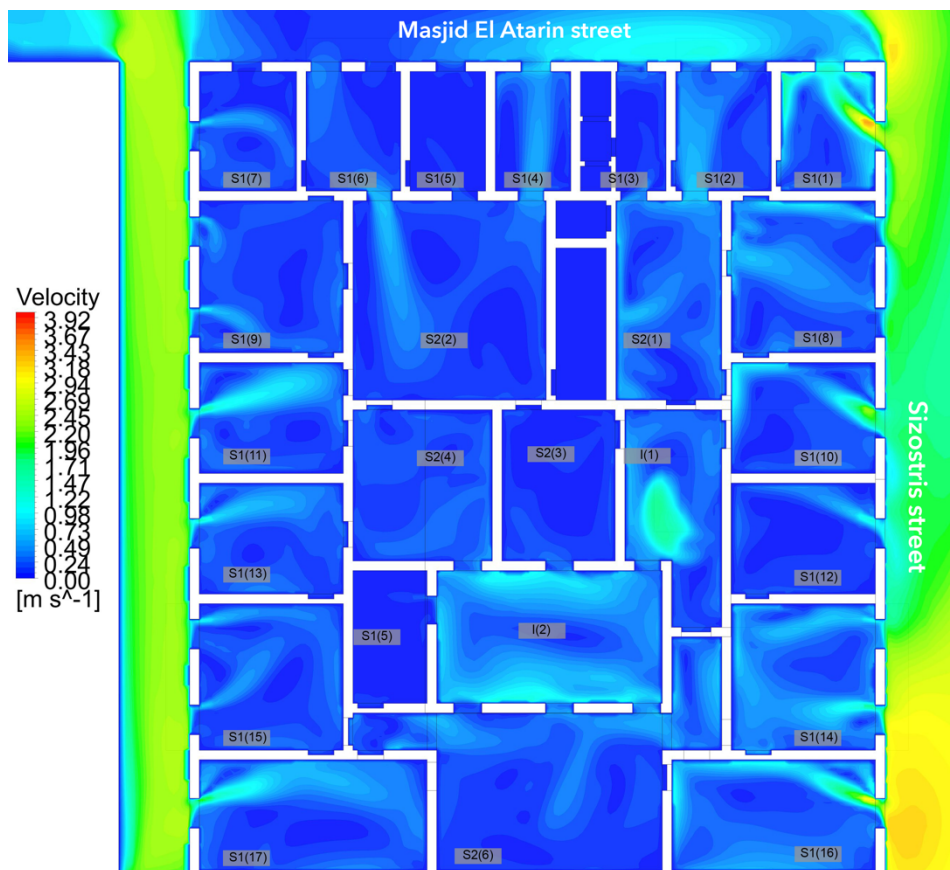 Masjid El Atarin street
S1(7)
S1(6)
S1(5)
S1(4)
S1(3)
S1(2)
S1(1)
Velocity
3.92
3.67
3.43
3.18
2.94
2.69
2.45
2.20
1.96
1.71
1.47
1.22
0.98
0.73
0.49
0.24
0.00
[m s^-1]
S1(9)
S2(2)
S2(1)
S1(8)
S1(11)
S2(4)
S2(3)
I(1)
S1(10)
Sizostris street
S1(13)
S1(12)
S1(5)
I(2)
S1(15)
S1(14)
S1(17)
S2(6)
S1(16)